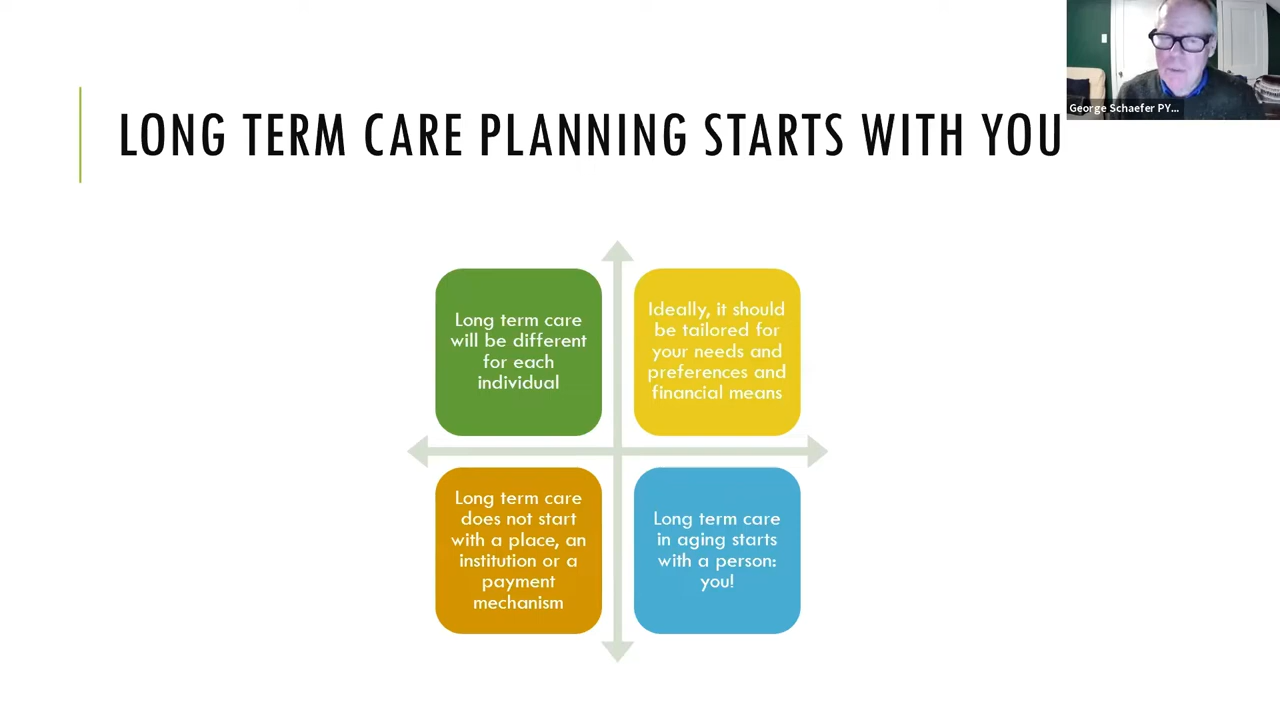 George Schaefer PY...
LONG TERM CARE PLANNING STARTS WITH YOU
Long term care
will be different
for each
individual
Ideally, it should
be tailored for
your needs and
preferences and
financial means
Long term care
does not start
with a place, an
institution or a
payment
mechanism
Long term care
in aging starts
with a person:
you!